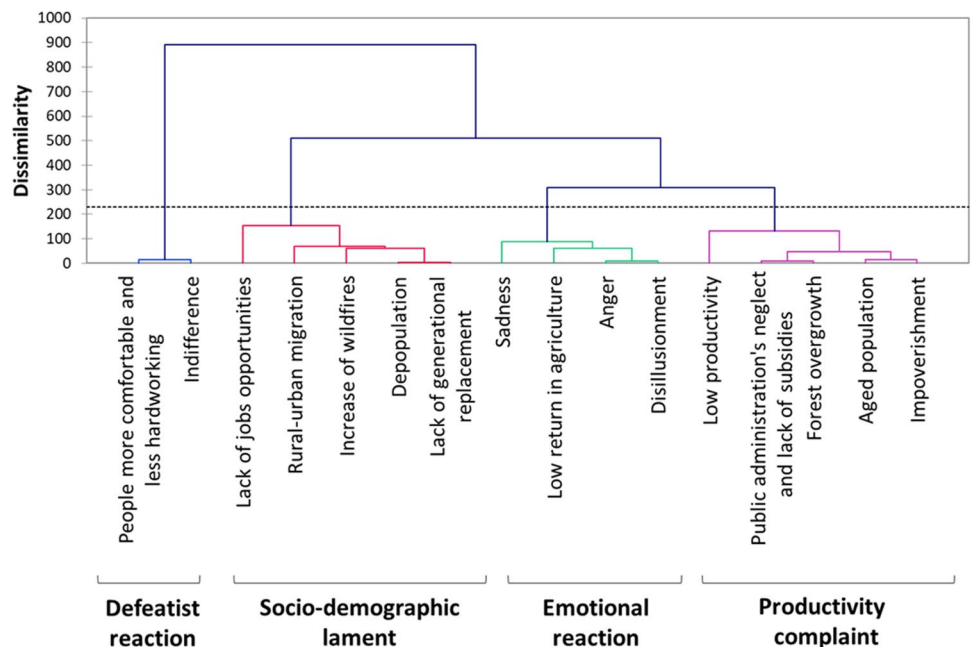 1000
900
800
700
600
500
400
300
200
100
0
Dissimilarity
People more comfortable and
less hardworking
Indifference
Lack of jobs opportunities
Rural-urban migration
Increase of wildfires
Depopulation
Lack of generational
replacement
Sadness
Low return in agriculture
Anger
Disillusionment
Low productivity
Public administration's neglect
and lack of subsidies
Forest overgrowth
Aged population
Impoverishment
Defeatist
reaction
Socio-demographic
lament
Emotional
reaction
Productivity
complaint